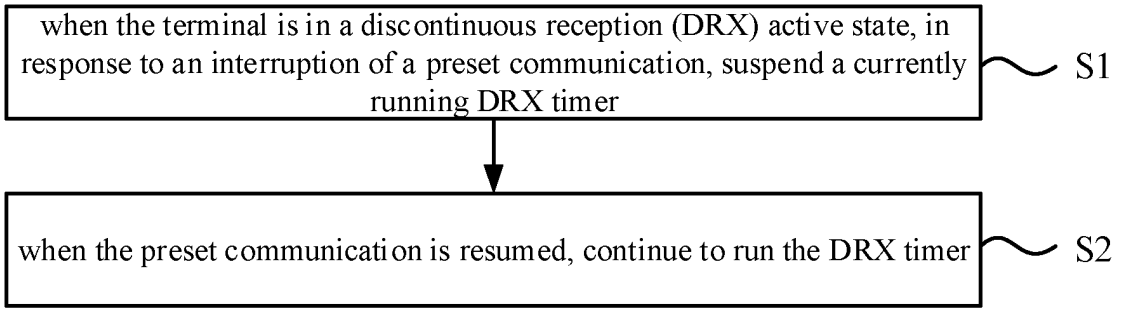 when the terminal is in a discontinuous reception (DRX) active state, in
response to an interruption of a preset communication, suspend a currently
running DRX timer
S1
when the preset communication is resumed, continue to run the DRX timer
S2